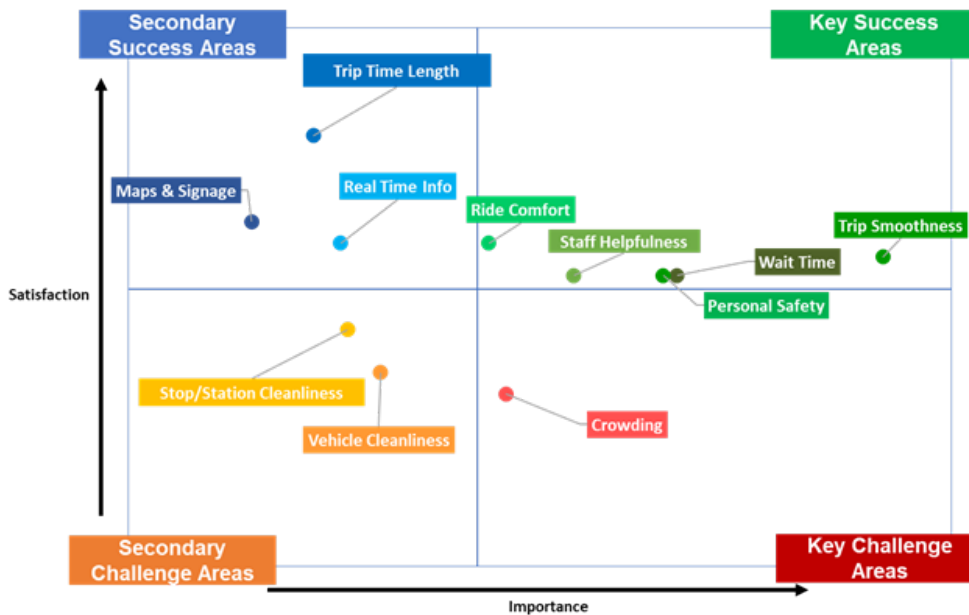 Secondary
Success Areas
Key Success
Areas
Trip Time Length
Maps & Signage
Real Time Info
Ride Comfort
Staff Helpfulness
Trip Smoothness
Wait Time
Personal Safety
Satisfaction
Stop/Station Cleanliness
Vehicle Cleanliness
Crowding
Secondary
Challenge Areas
Key Challenge
Areas
Importance